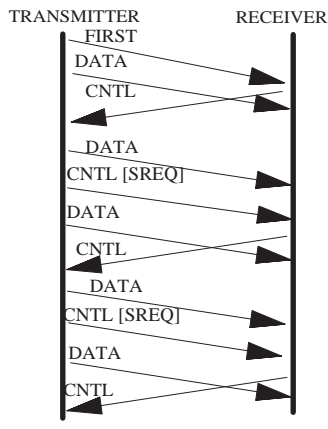 TRANSMITTER RECEIVER
FIRST
DATA
CNTL
DATA
CNTL [SREQ]
DATA
CNTL
DATA
CNTL [SREQ]
DATA
CNTL